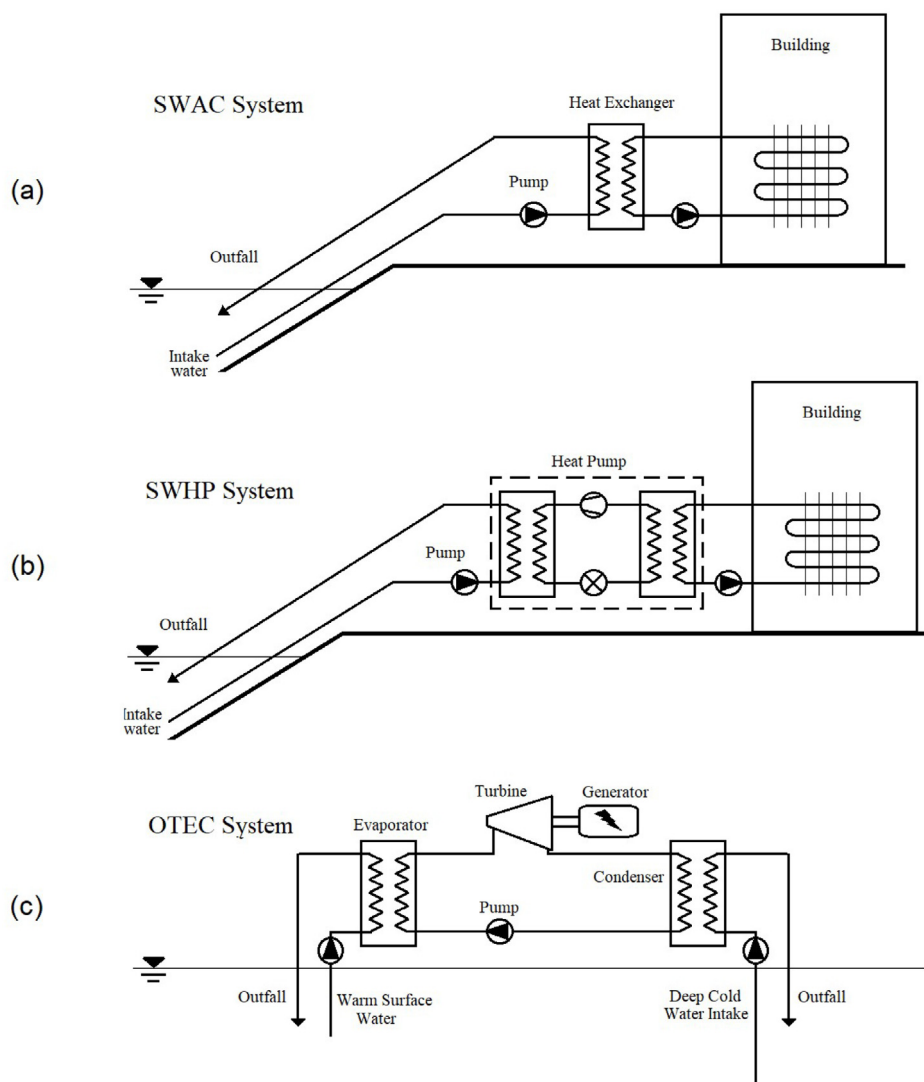 Building
SWAC System
Heat Exchanger
(a)
Pump
Outfall
Intake
water
Building
Heat Pump
SWHP System
Pump
(b)
Outfall
Intake
water
Turbine
Generator
OTEC System
Evaporator
Condenser
(c)
Pump
Outfall
Warm Surface
Water
Deep Cold
Water Intake
Outfall